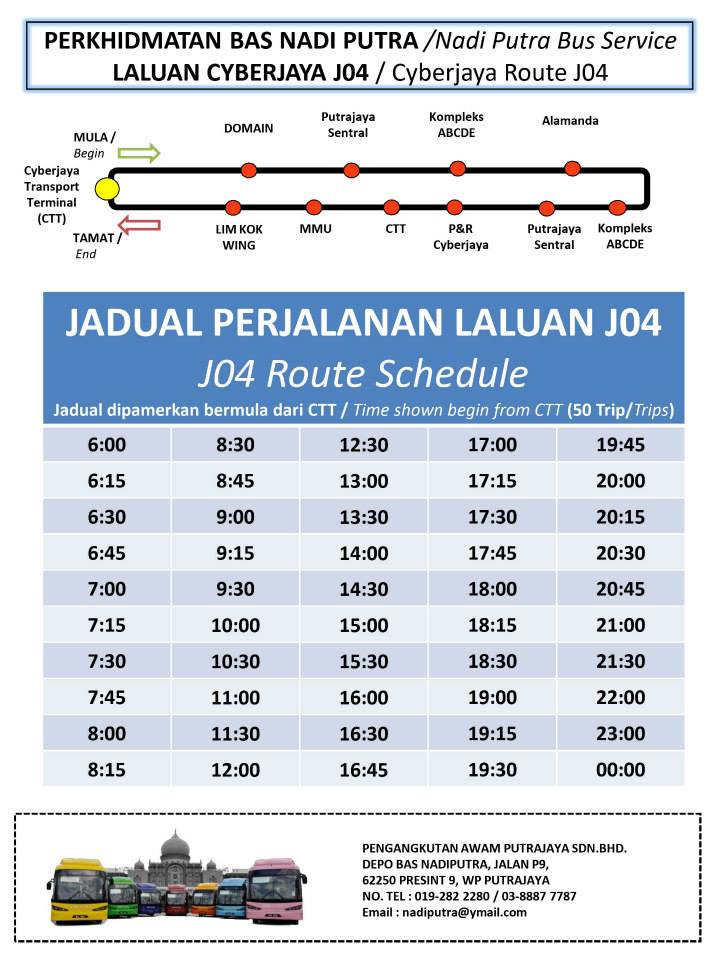 PERKHIDMATAN BAS NADI PUTRA /Nadi Putra Bus Service
LALUAN CYBERJAYA J04 / Cyberjaya Route J04
MULA /
Begin
DOMAIN
Putrajaya
Sentral
Kompleks
ABCDE
Alamanda
Cyberjaya
Transport
Terminal
(CTT)
TAMAT /
End
LIM KOK
WING
MMU
CTT
P&R
Cyberjaya
Putrajaya
Sentral
Kompleks
ABCDE
JADUAL PERJALANAN LALUAN J04
J04 Route Schedule
Jadual dipamerkan bermula dari CTT / Time shown begin from CTT (50 Trip/Trips)
6:00 8:30 12:30 17:00 19:45
6:15 8:45 13:00 17:15 20:00
6:30 9:00 13:30 17:30 20:15
6:45 9:15 14:00 17:45 20:30
7:00 9:30 14:30 18:00 20:45
7:15 10:00 15:00 18:15 21:00
7:30 10:30 15:30 18:30 21:30
7:45 11:00 16:00 19:00 22:00
8:00 11:30 16:30 19:15 23:00
8:15 12:00 16:45 19:30 00:00
PENGANGKUTAN AWAM PUTRAJAYA SDN.BHD.
DEPO BAS NADIPUTRA, JALAN P9,
62250 PRESINT 9, WP PUTRAJAYA
NO. TEL : 019-282 2280 / 03-8887 7787
Email : nadiputra@ymail.com